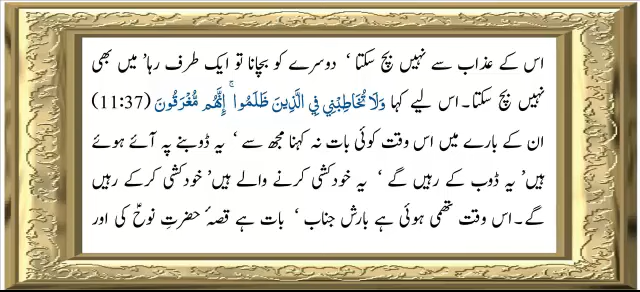 اس کے عذاب سے نہیں بچ سکتا‘ دوسرے کو بچانا تو ایک طرف رہا’ میں بھی
نہیں بچ سکتا۔ اس لیے کہا وَلَا تُخَاطِبْنِي فِي الَّذِينَ ظَلَمُوا ۚ إِنَّهُم مُّغْرَقُونَ (11:37)
ان کے بارے میں اس وقت کوئی بات نہ کہنا مجھ سے‘ یہ ڈوبنے پہ آئے ہوئے
ہیں’ یہ ڈوب کے رہیں گے‘ یہ خودکشی کرنے والے ہیں’ خودکشی کرکے رہیں
گے۔ اس وقت تھمی ہوئی ہے بارش جناب‘ بات ہے قصہٴ حضرتِ نوحؑ کی اور